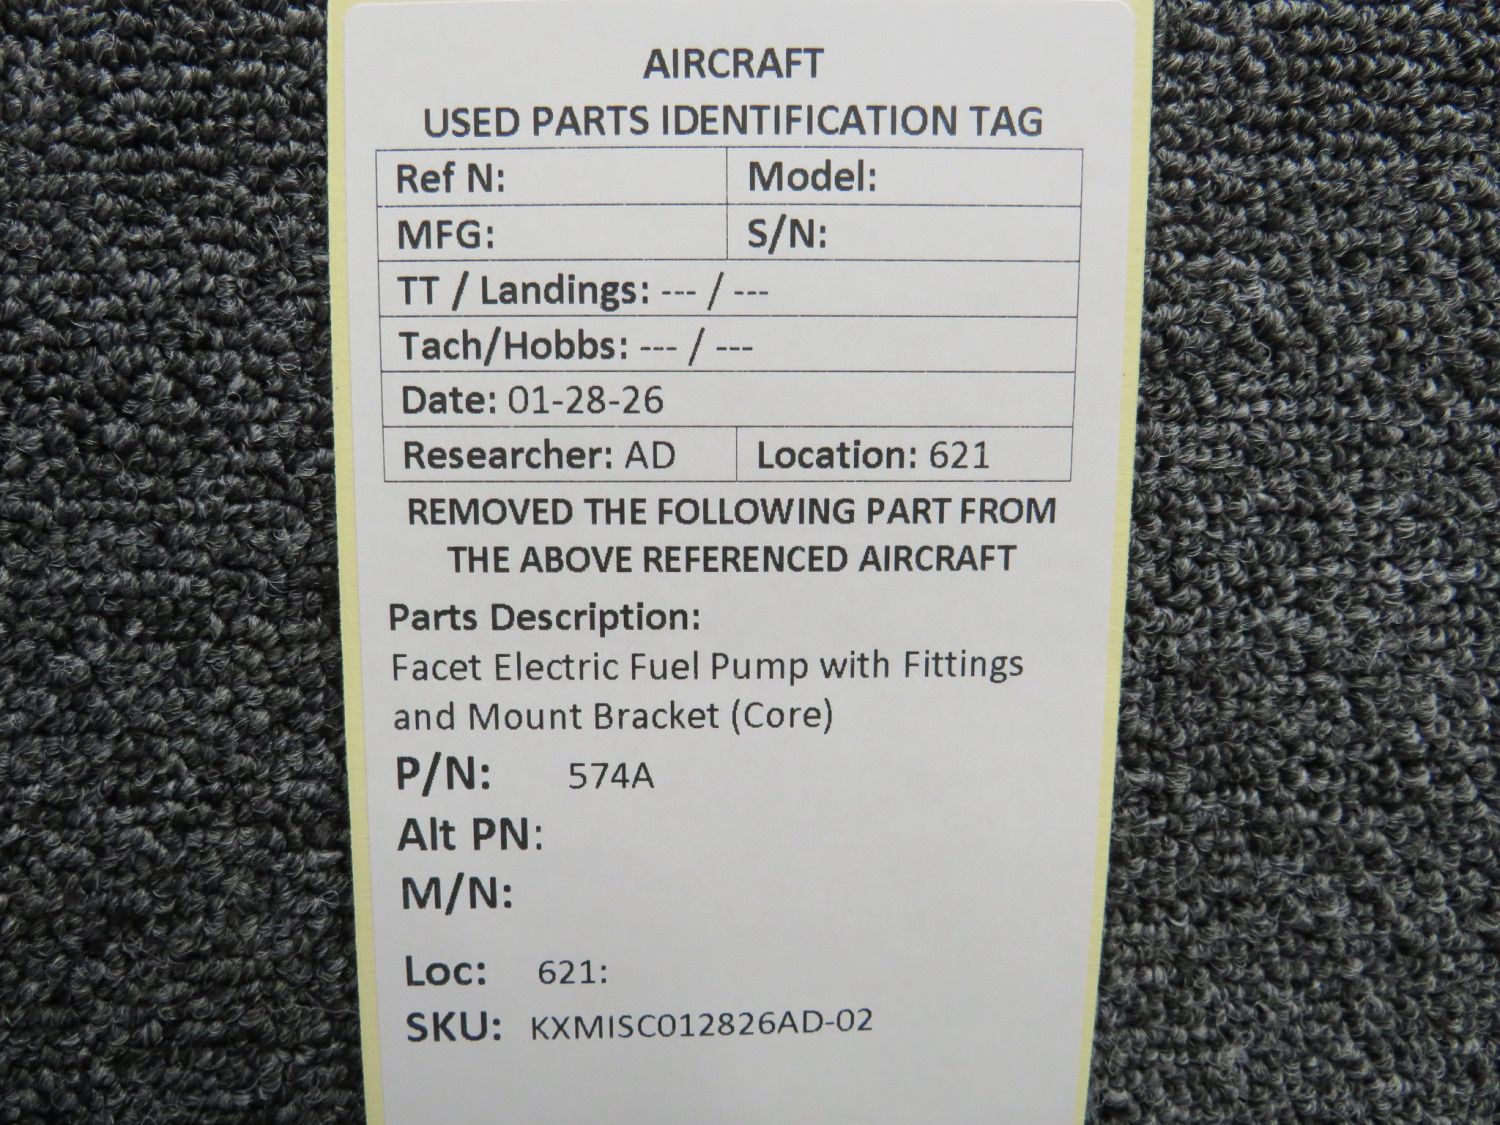 AIRCRAFT
USED PARTS IDENTIFICATION TAG
Ref N: Model:
MFG: S/N:
TT / Landings: --- / ---
Tach/Hobbs: --- / ---
Date: 01-28-26
Researcher: AD Location: 621
REMOVED THE FOLLOWING PART FROM
THE ABOVE REFERENCED AIRCRAFT
Parts Description:
Facet Electric Fuel Pump with Fittings
and Mount Bracket (Core)
P/N: 574A
Alt PN:
M/N:
Loc: 621:
SKU: KXMISC012826AD-02